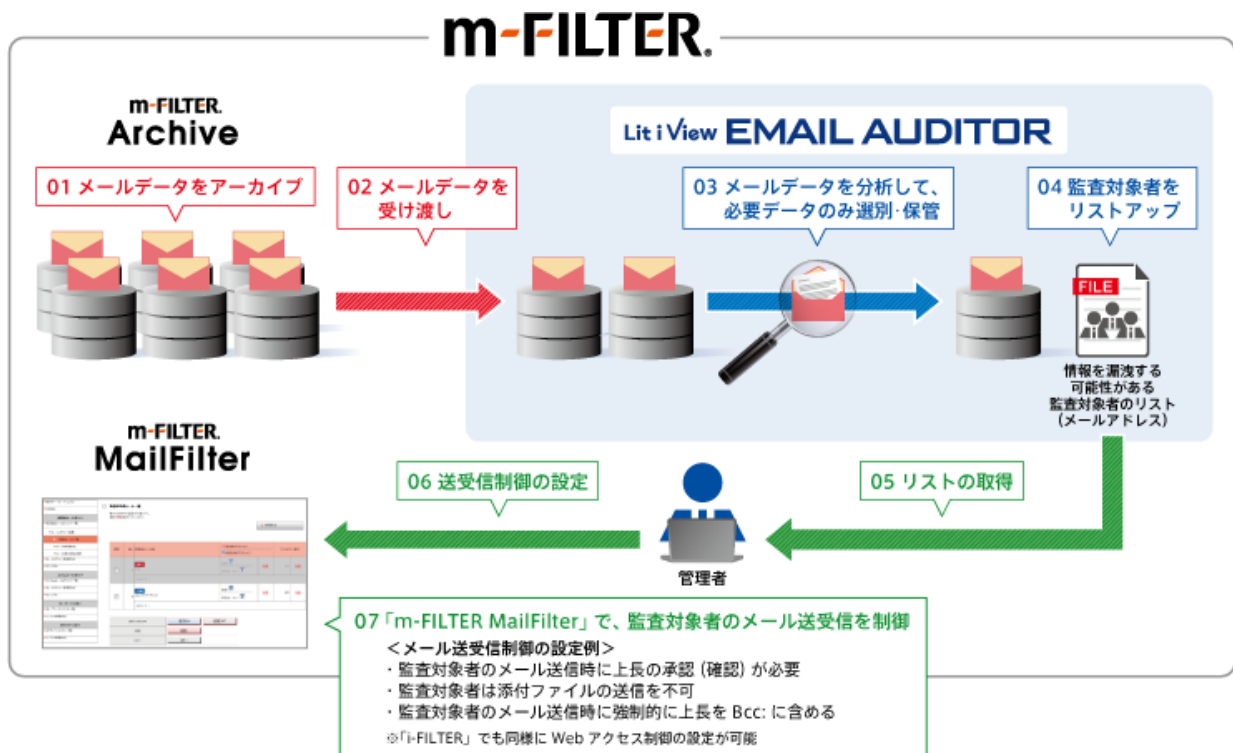 m-FILTER®
m-FILTER.
Archive
Lit i View EMAIL AUDITOR
01 メールデータをアーカイブ
02 メールデータを
受け渡し
03 メールデータを分析して、
必要データのみ選別・保管
04 監査対象者を
リストアップ
FILE
情報を漏洩する
可能性がある
監査対象者のリスト
(メールアドレス)
m-FILTER.
MailFilter
06 送受信制御の設定
05 リストの取得
管理者
07「m-FILTER MailFilter」で、監査対象者のメール送受信を制御
＜メール送受信制御の設定例＞
・監査対象者のメール送信時に上長の承認（確認）が必要
・監査対象者は添付ファイルの送信を不可
・監査対象者のメール送信時に強制的に上長を Bcc: に含める
※「i-FILTER」でも同様に Web アクセス制御の設定が可能